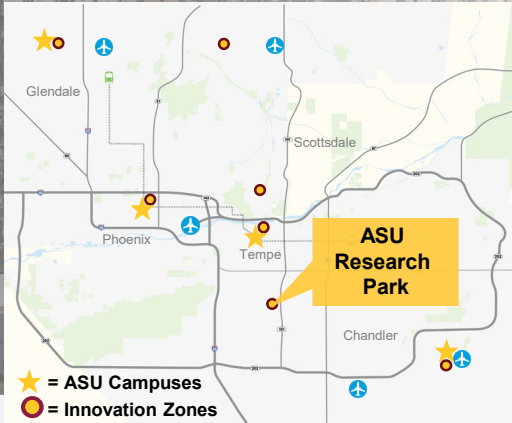 Glendale
Scottsdale
Phoenix
Tempe
ASU
Research
Park
Chandler
= ASU Campuses
= Innovation Zones